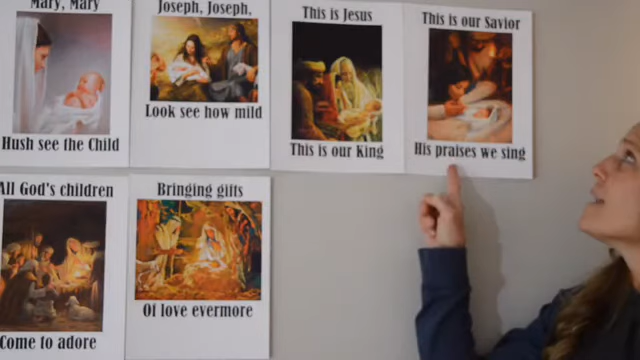 Mary, Mary
Hush see the Child
Joseph, Joseph,
Look see how mild
This is Jesus
This is our King
This is our Savior
His praises we sing
All God's children
Come to adore
Bringing gifts
Of love evermore